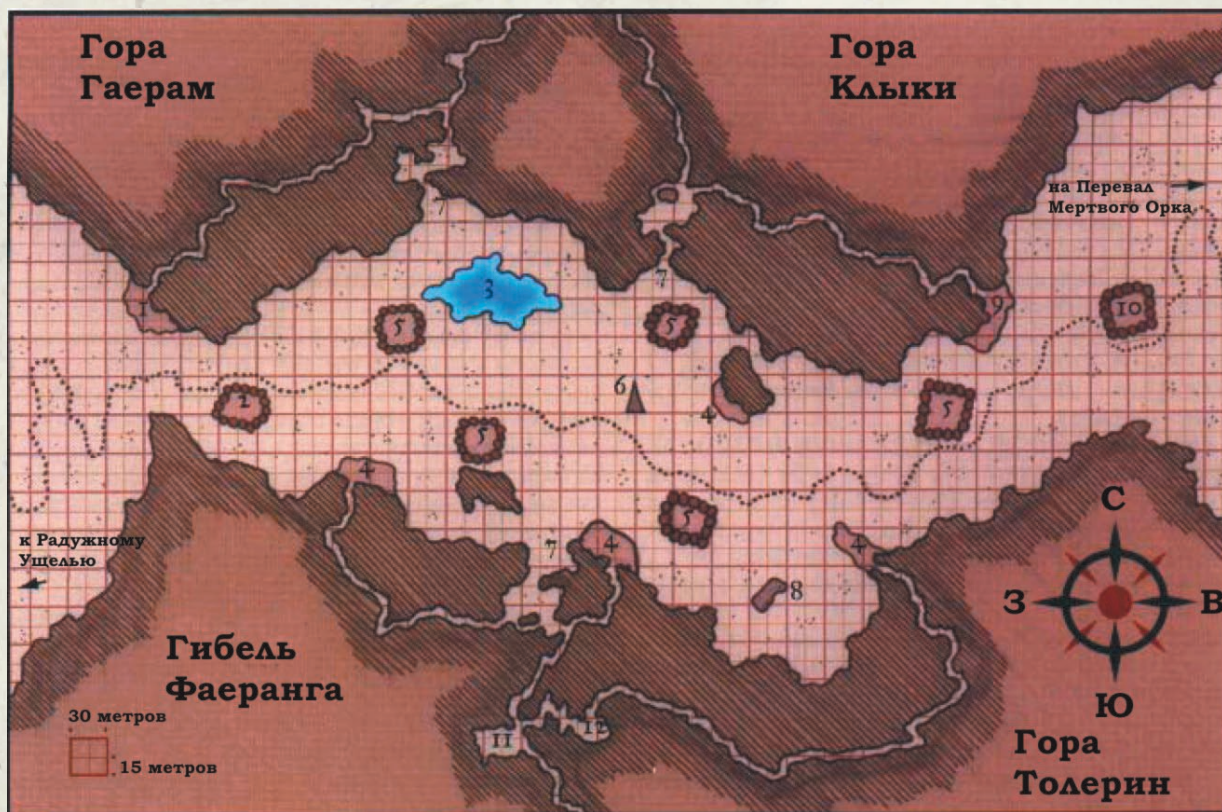 Гора
Гаерам
Гора
Клыки
на Перевал
Мертвого Орка
7
7
1
3
9
10
5
5
2
6
4
5
5
4
5
С
к Радужному
Ущелью
7
4
4
8
З
В
Гибель
Фаеранга
Ю
30 метров
15 метров
11
12
Гора
Толерин